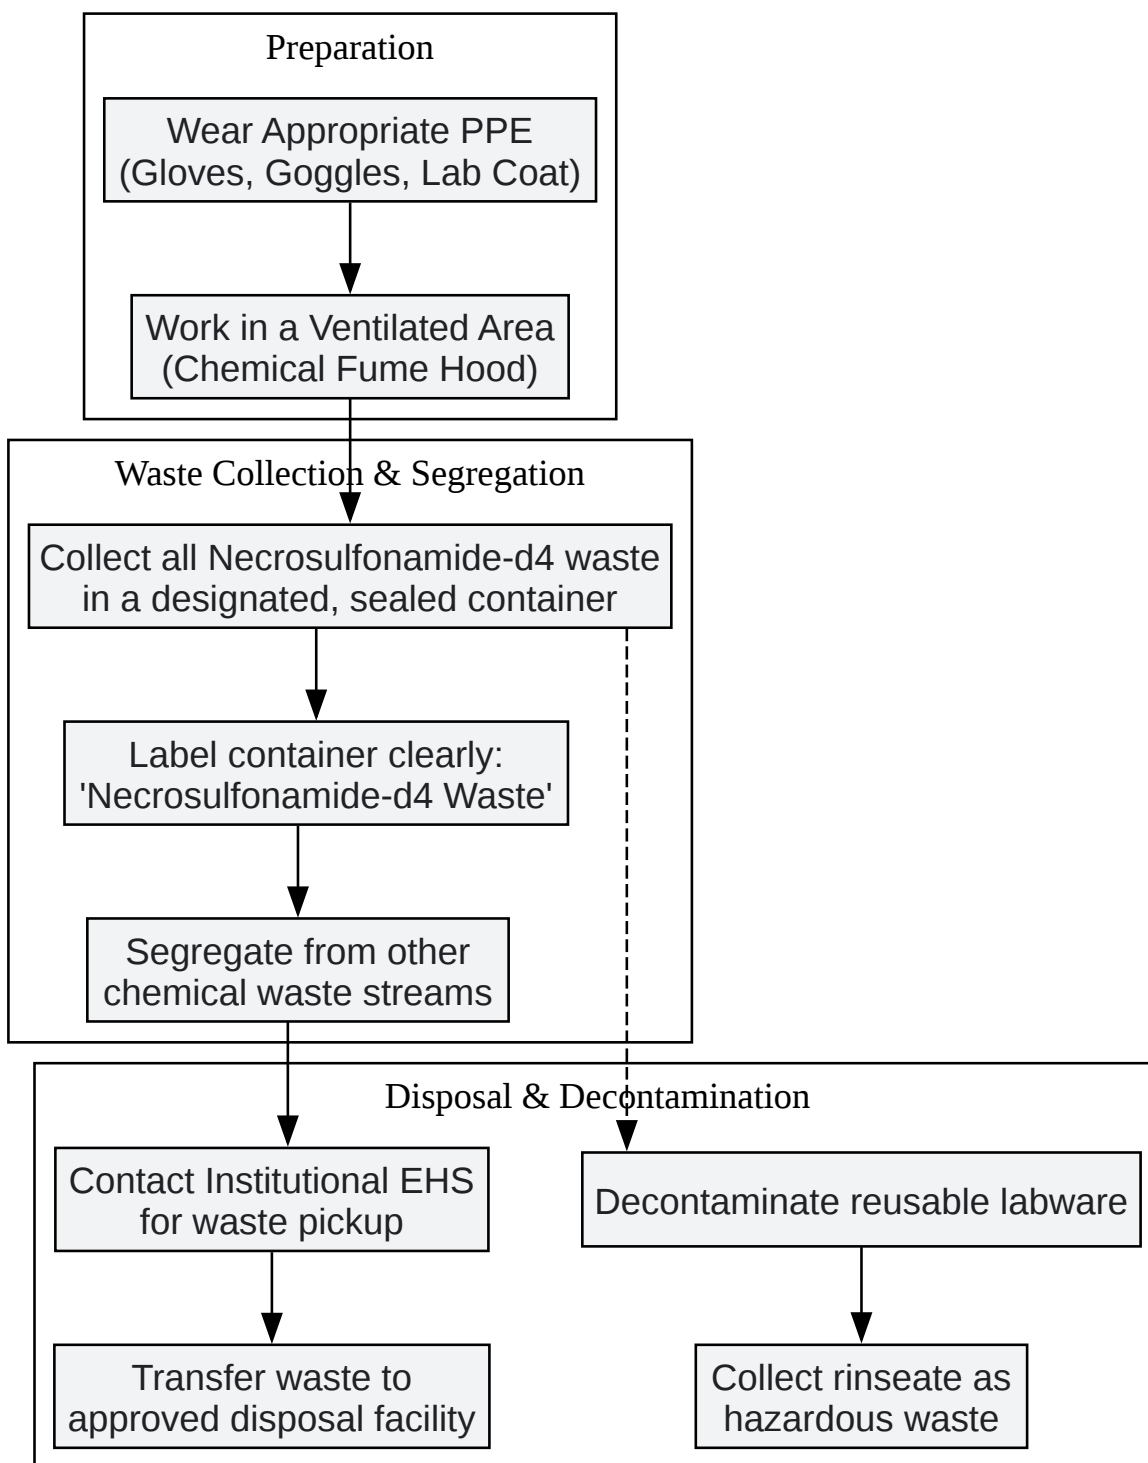 Preparation
Wear Appropriate PPE
(Gloves, Goggles, Lab Coat)
Work in a Ventilated Area
(Chemical Fume Hood)
Waste Collection & Segregation
Collect all Necrosulfonamide-d4 waste
in a designated, sealed container
Label container clearly:
'Necrosulfonamide-d4 Waste'
Segregate from other
chemical waste streams
Disposal & Decontamination
Contact Institutional EHS
for waste pickup
Decontaminate reusable labware
Transfer waste to
approved disposal facility
Collect rinseate as
hazardous waste